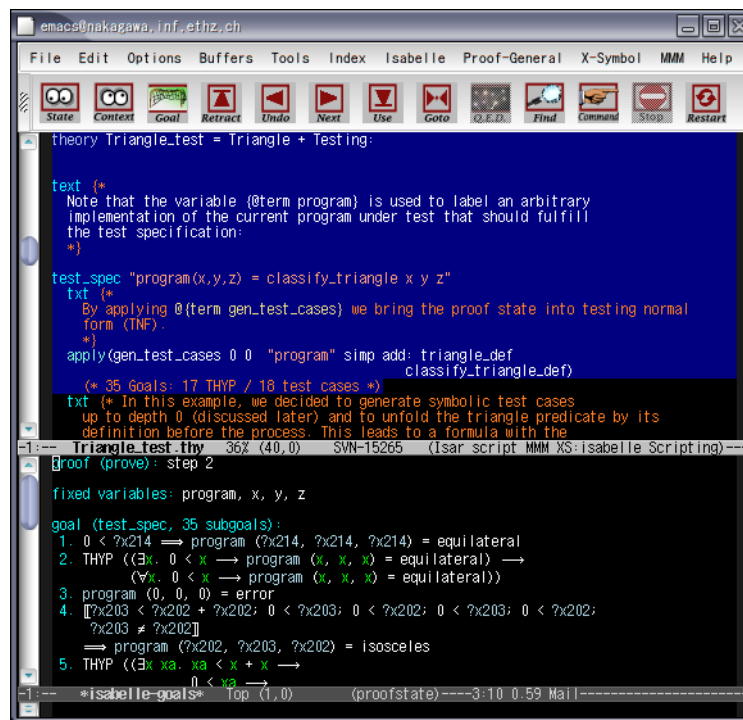 emacs@nakagawa.inf.ethz.ch
File Edit Options Buffers Tools Index Isabelle Proof-General X-Symbol MMM Help
State Context Goal Retract Undo Next Use Goto Q.E.D. Find Command Stop Restart
theory Triangle_test = Triangle + Testing:
text {*
Note that the variable {@term program} is used to label an arbitrary
implementation of the current program under test that should fulfill
the test specification:
*}
test_spec "program(x,y,z) = classify_triangle x y z"
txt {*
By applying @{term gen_test_cases} we bring the proof state into testing normal
form (TNF).
*}
apply(gen_test_cases 0 0 "program" simp add: triangle_def
classify_triangle_def)
(* 35 Goals: 17 THYP / 18 test cases *)
txt {* In this example, we decided to generate symbolic test cases
up to depth 0 (discussed later) and to unfold the triangle predicate by its
definition before the process. This leads to a formula with the
-1:-- Triangle_test.thy 36% (40,0) SVN-15265 (Isar script MMM XS:isabelle Scripting)--
proof (prove): step 2
fixed variables: program, x, y, z
goal (test_spec, 35 subgoals):
1. 0 < ?x214 ⟹ program (?x214, ?x214, ?x214) = equilateral
2. THYP ((∃x. 0 < x ⟶ program (x, x, x) = equilateral) ⟶
(∀x. 0 < x ⟶ program (x, x, x) = equilateral))
3. program (0, 0, 0) = error
4. ⟦?x203 < ?x202 + ?x202; 0 < ?x203; 0 < ?x202; 0 < ?x203; 0 < ?x202;
?x203 ≠ ?x202⟧
⟹ program (?x202, ?x203, ?x202) = isosceles
5. THYP ((∃x xa. xa < x + x ⟶
0 < xa ⟶
-1:-- *isabelle-goals* Top (1,0) (proofstate)----3:10 0.59 Mail--------------------